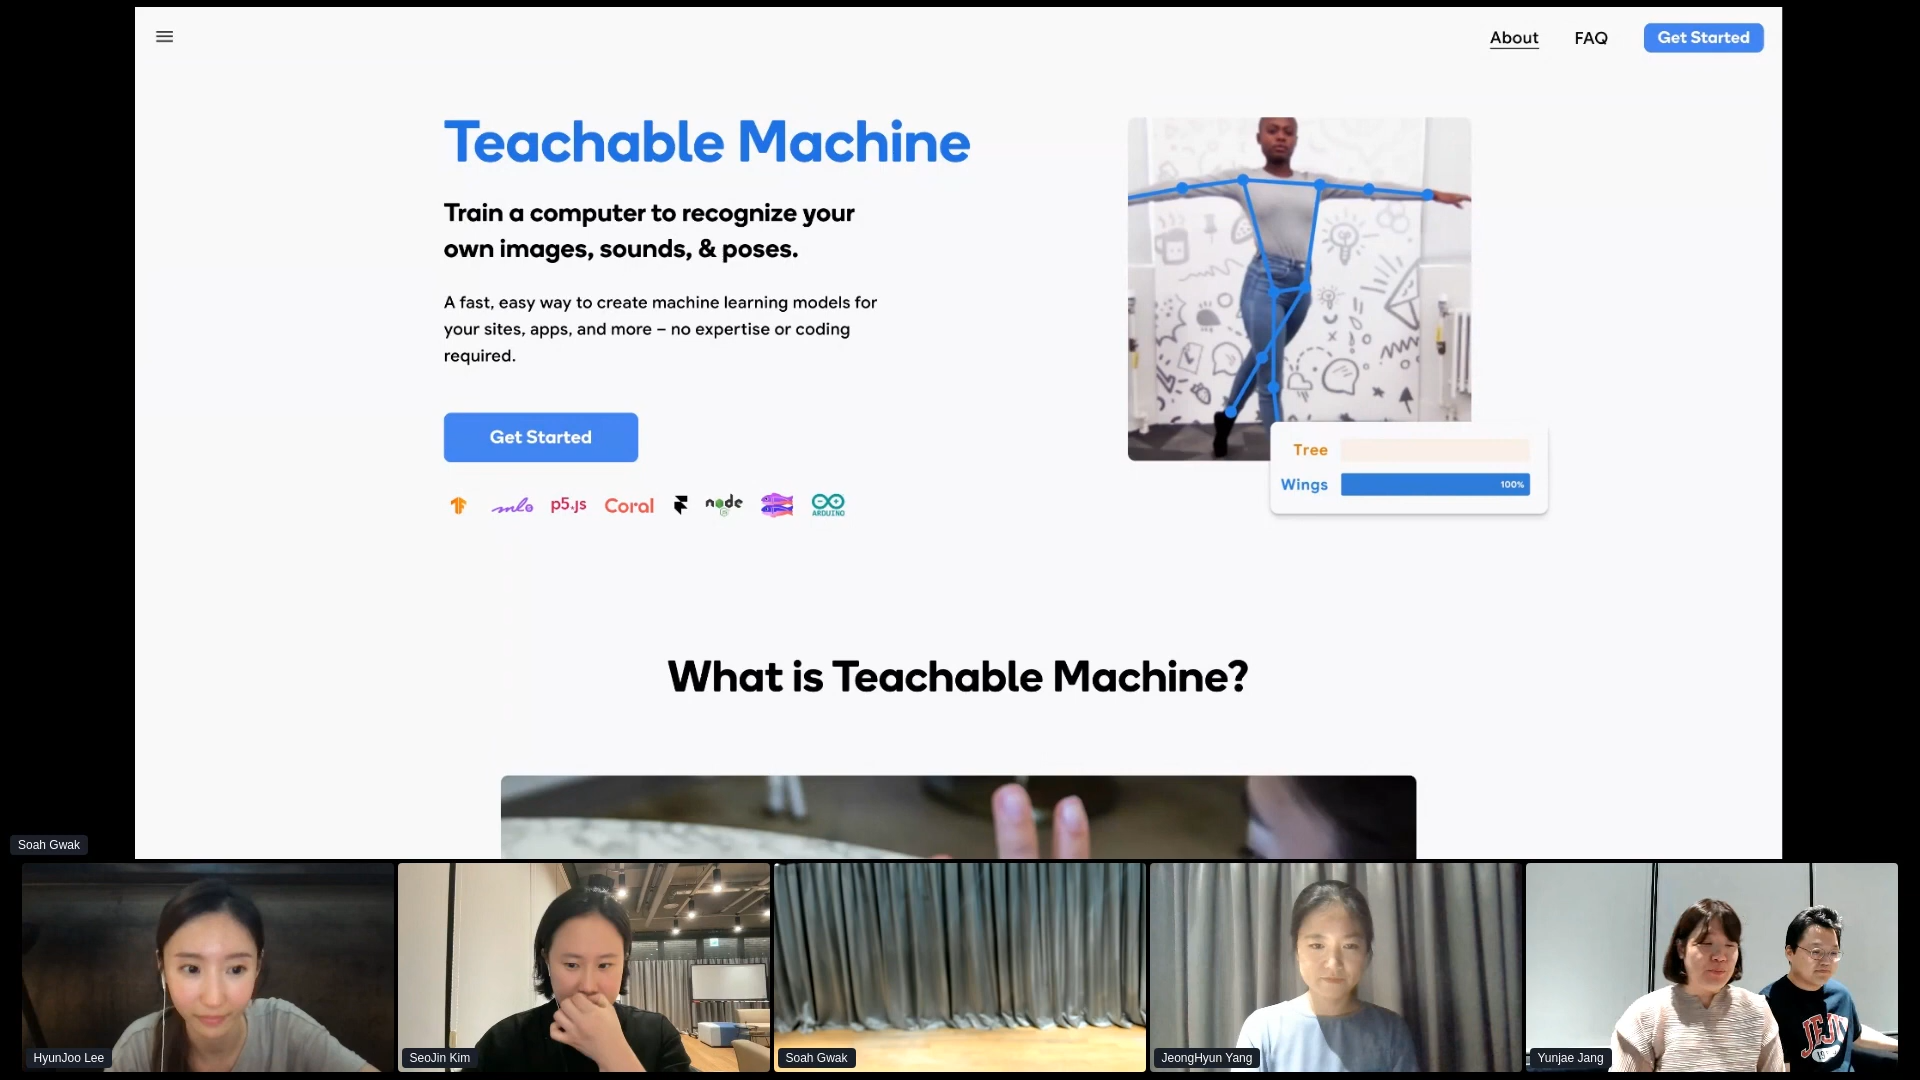 About
FAQ
Get Started
Teachable Machine
Train a computer to recognize your
own images, sounds, & poses.
A fast, easy way to create machine learning models for
your sites, apps, and more – no expertise or coding
required.
Get Started
p5.js
Coral
node
ARDUINO
Tree
Wings
100%
What is Teachable Machine?
Soah Gwak
HyunJoo Lee
SeoJin Kim
Soah Gwak
JeongHyun Yang
Yunjae Jang